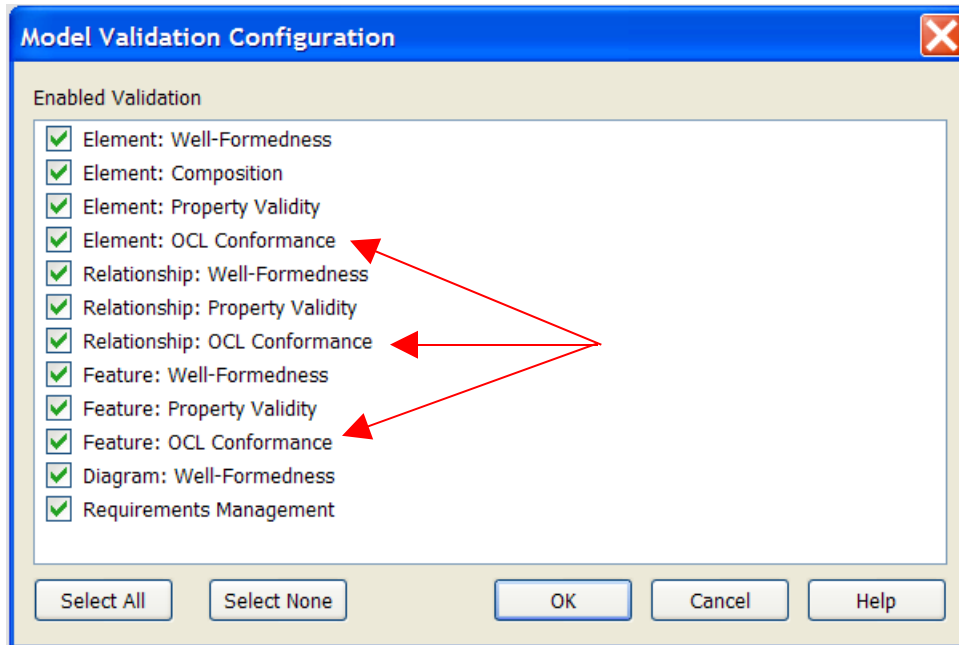 Model Validation Configuration
Enabled Validation
Element: Well-Formedness
Element: Composition
Element: Property Validity
Element: OCL Conformance
Relationship: Well-Formedness
Relationship: Property Validity
Relationship: OCL Conformance
Feature: Well-Formedness
Feature: Property Validity
Feature: OCL Conformance
Diagram: Well-Formedness
Requirements Management
Select All Select None OK Cancel Help